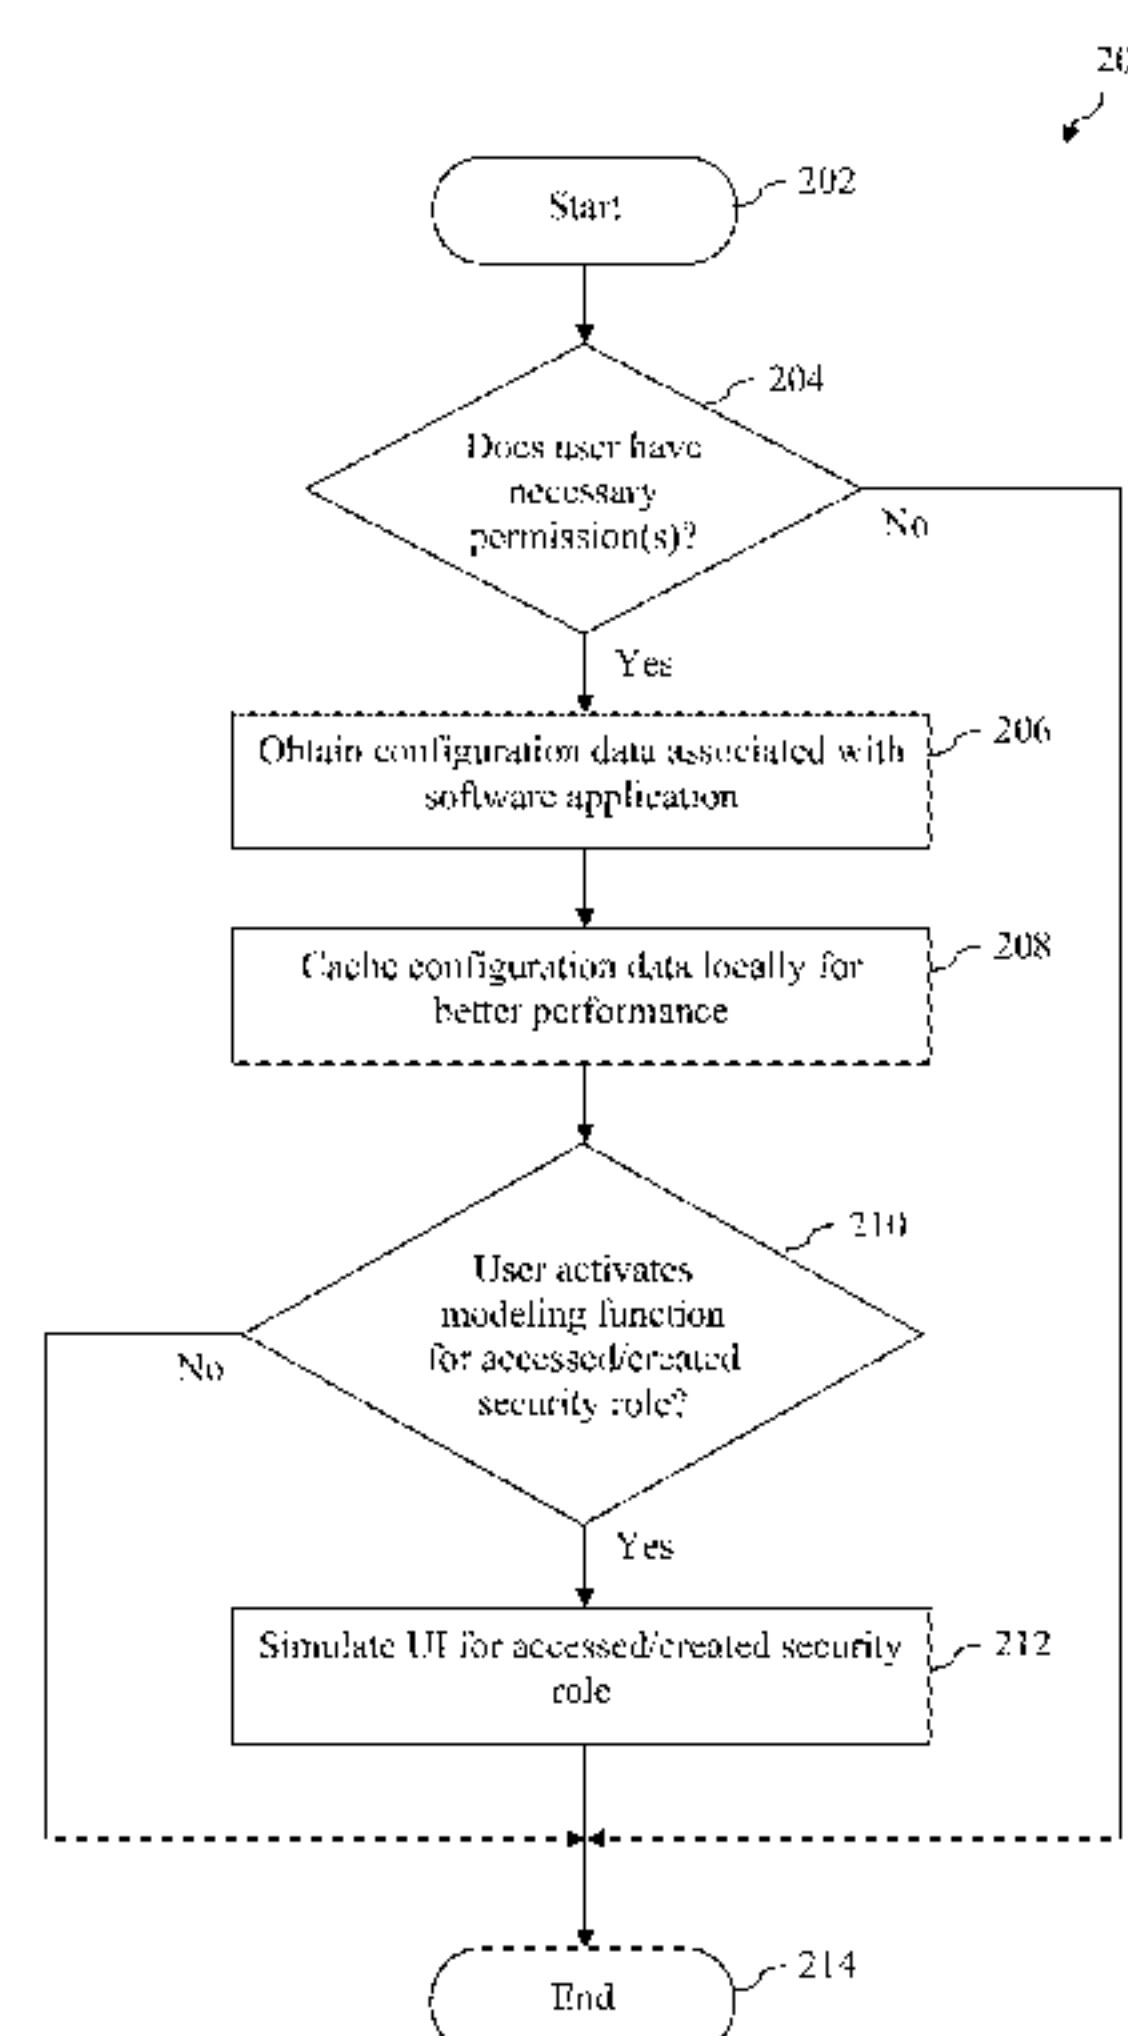 202
Start
204
Does user have
necessary
permission(s)?
No
Yes
206
Obtain configuration data associated with
software application
208
Cache configuration data locally for
better performance
210
User activates
modeling function
for accessed/created
security role?
No
Yes
212
Simulate UI for accessed/created security
role
214
End